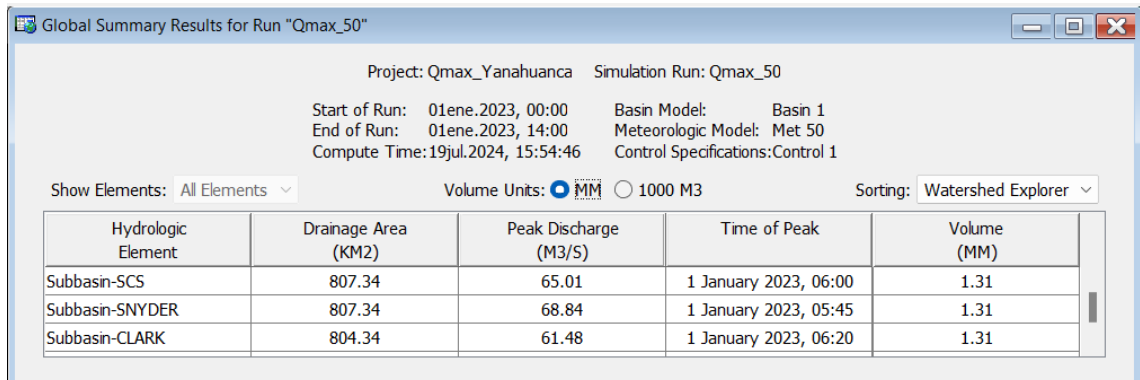 Global Summary Results for Run "Qmax_50"
Project: Qmax_Yanahuanca Simulation Run: Qmax_50
Start of Run: 01ene.2023, 00:00 Basin Model: Basin 1
End of Run: 01ene.2023, 14:00 Meteorologic Model: Met 50
Compute Time:19jul.2024, 15:54:46 Control Specifications:Control 1
Show Elements: All Elements Volume Units: MM 1000 M3 Sorting: Watershed Explorer
Hydrologic Drainage Area Peak Discharge Time of Peak Volume
Element (KM2) (M3/S) (MM)
Subbasin-SCS 807.34 65.01 1 January 2023, 06:00 1.31
Subbasin-SNYDER 807.34 68.84 1 January 2023, 05:45 1.31
Subbasin-CLARK 804.34 61.48 1 January 2023, 06:20 1.31